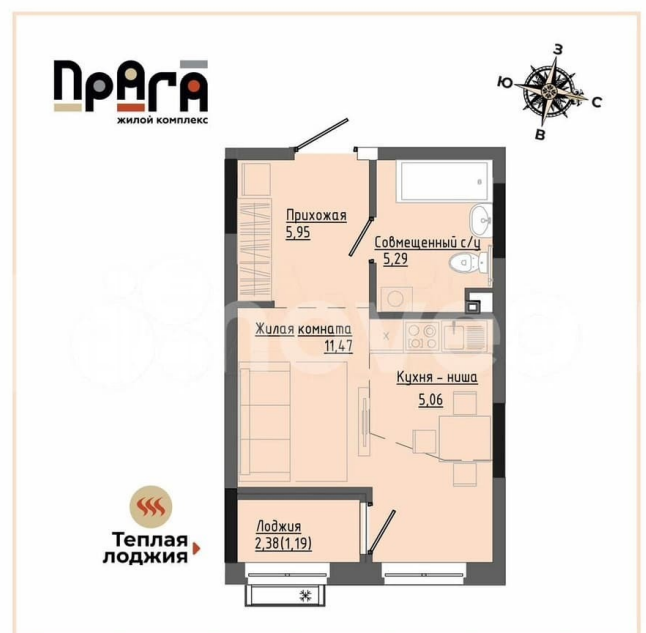 ПРАГА
жилой комплекс
З
Ю
С
В
Прихожая
5,95
Совмещенный с/у
5,29
Жилая комната
11,47
Х
Кухня - ниша
5,06
Лоджия
2,38(1,19)
Теплая
лоджия